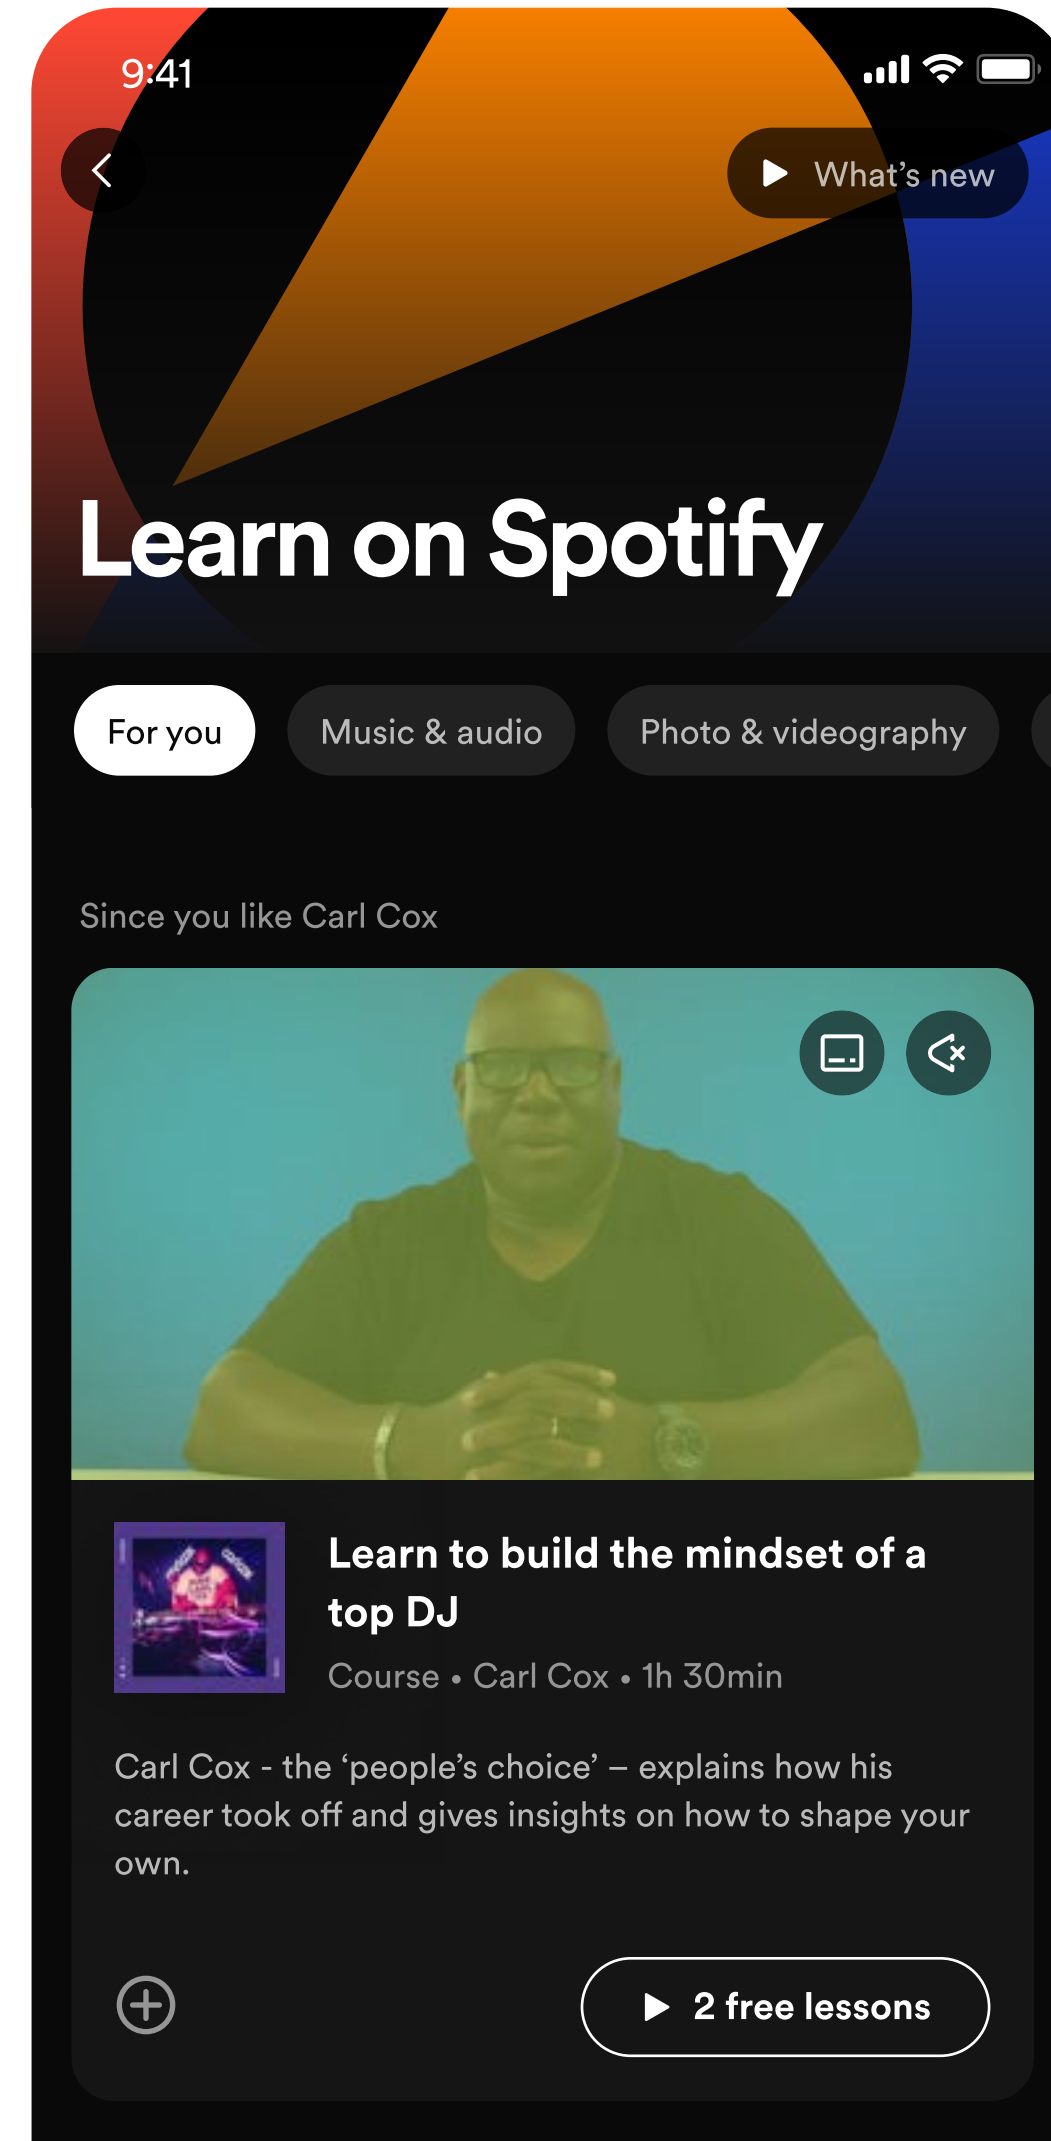 9:41
What’s new
Learn on Spotify
For you
Music & audio
Photo & videography
Since you like Carl Cox
Learn to build the mindset of a
top DJ
Course • Carl Cox • 1h 30min
Carl Cox - the ‘people’s choice’ – explains how his
career took off and gives insights on how to shape your
own.
2 free lessons